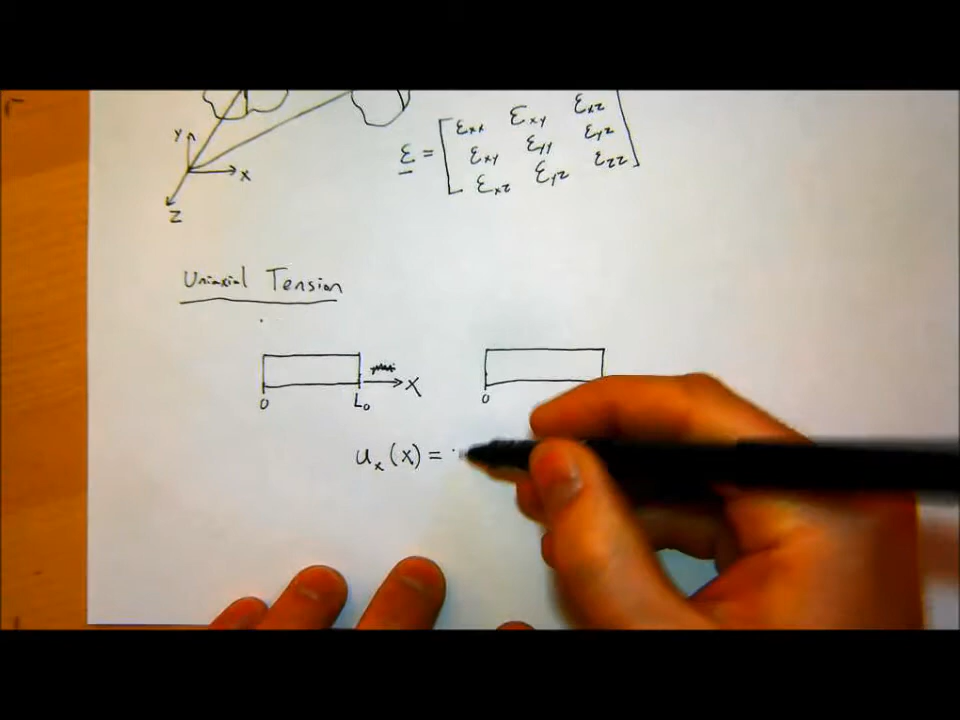 Y
X
Z
ε = [ εxx εxy εxz
εxy εyy εyz
εxz εyz εzz ]
Uniaxial Tension
X
0 L0 0
ux(x) =